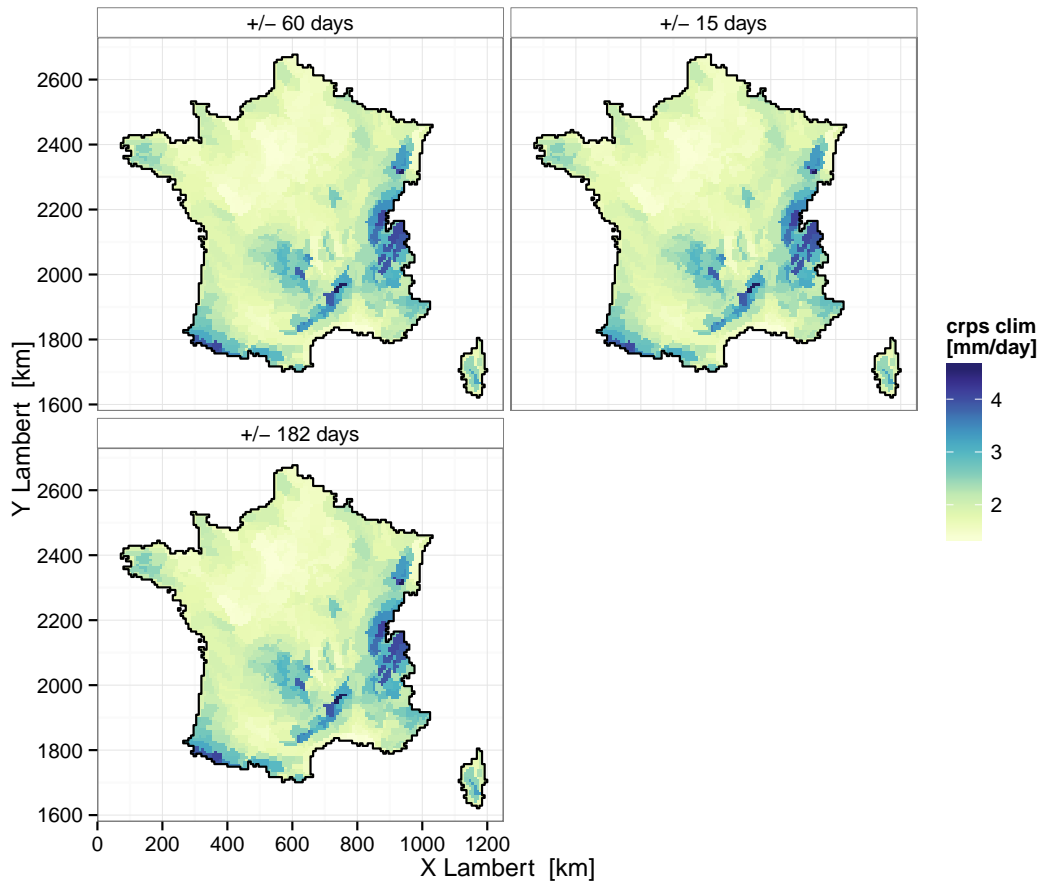 +/− 60 days
+/− 15 days
2600
2400
2200
2000
1800
1600
crps clim
[mm/day]
4
3
2
Y Lambert [km]
+/− 182 days
2600
2400
2200
2000
1800
1600
0 200 400 600 800 1000 1200
X Lambert [km]